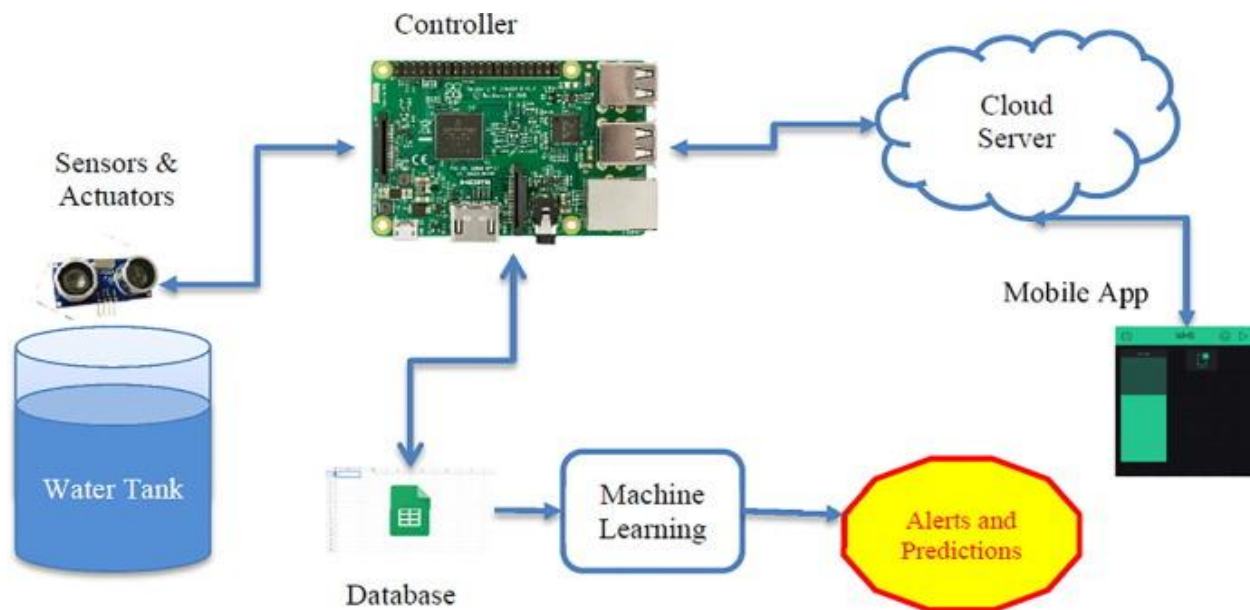 Controller
Cloud
Server
Sensors &
Actuators
Mobile App
Water Tank
Machine
Learning
Alerts and
Predictions
Database